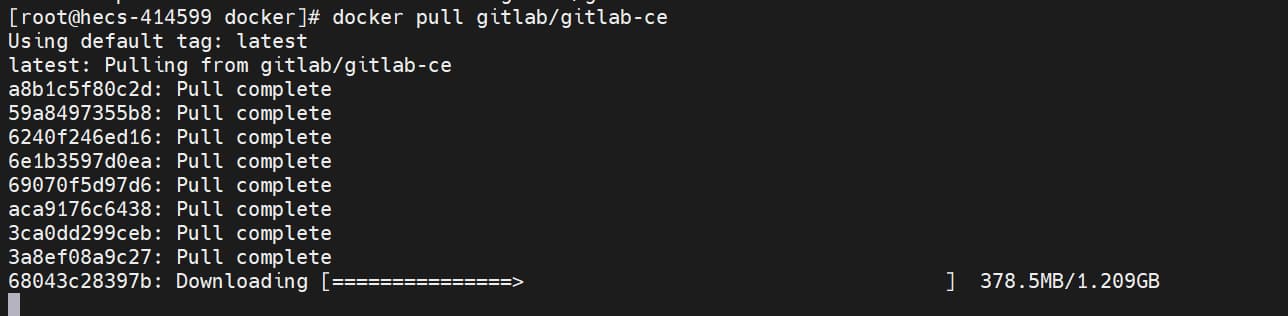 [root@hecs-414599 docker]# docker pull gitlab/gitlab-ce
Using default tag: latest
latest: Pulling from gitlab/gitlab-ce
a8b1c5f80c2d: Pull complete
59a8497355b8: Pull complete
6240f246ed16: Pull complete
6e1b3597d0ea: Pull complete
69070f5d97d6: Pull complete
aca9176c6438: Pull complete
3ca0dd299ceb: Pull complete
3a8ef08a9c27: Pull complete
68043c28397b: Downloading [===============>                                   ]  378.5MB/1.209GB